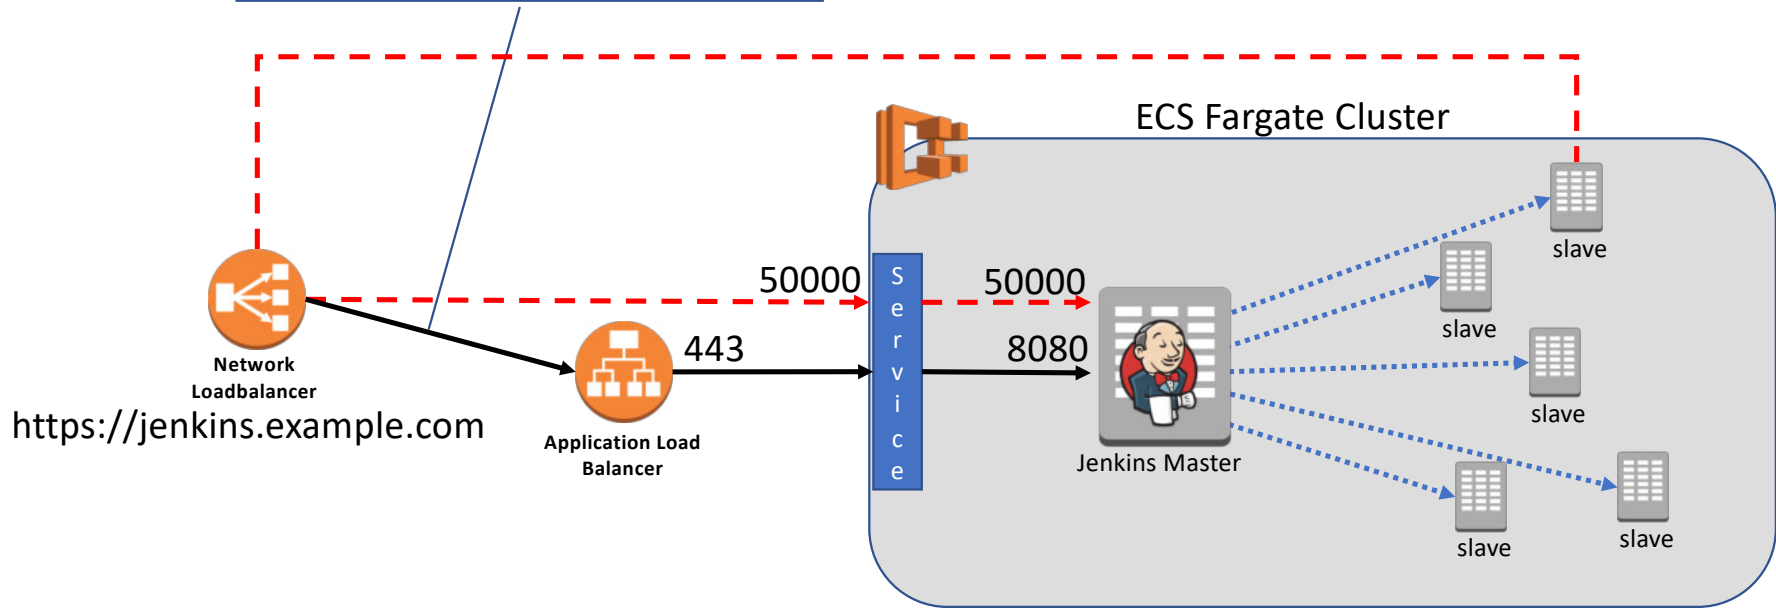 ECS Fargate Cluster
slave
50000
50000
Service
slave
443
8080
Network
Loadbalancer
https://jenkins.example.com
Application Load
Balancer
slave
Jenkins Master
slave
slave